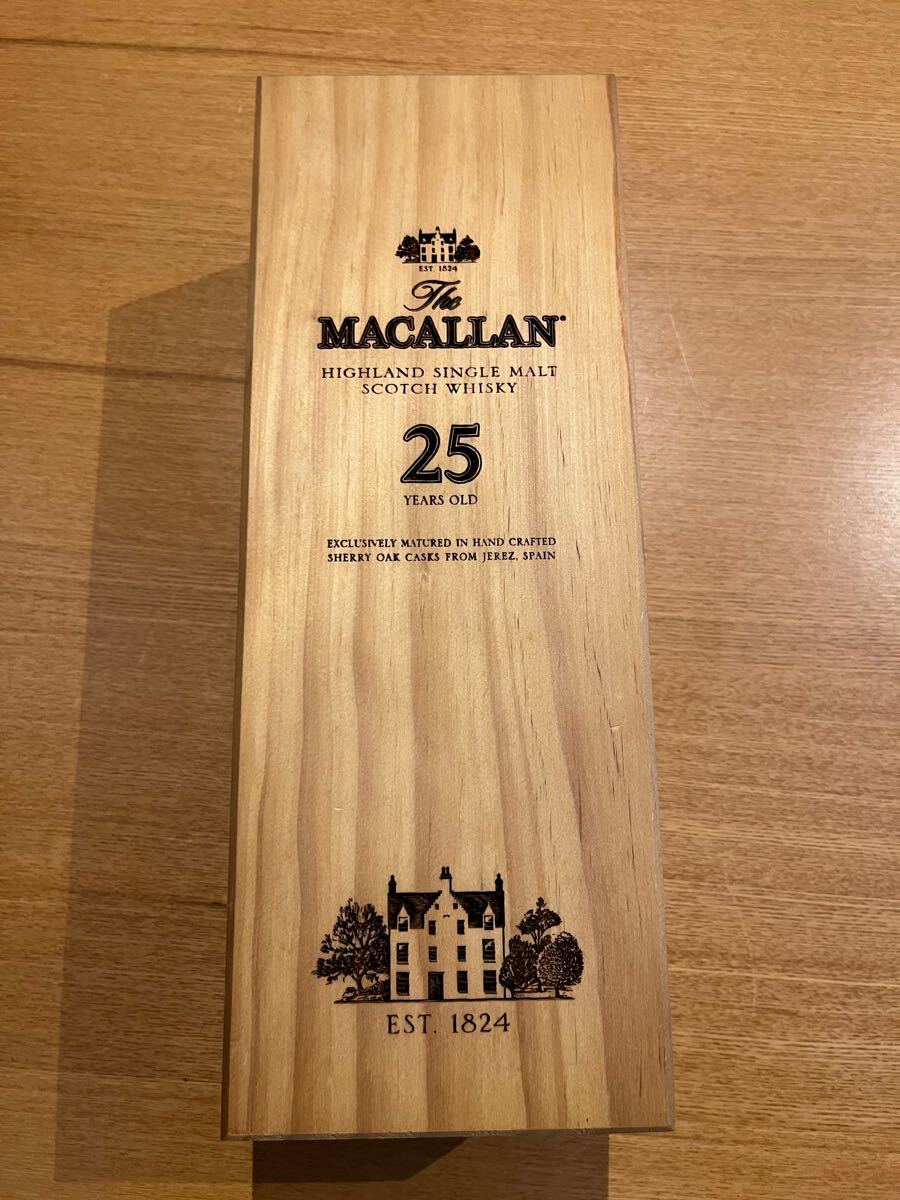 EST. 1824
The
MACALLAN®
HIGHLAND SINGLE MALT
SCOTCH WHISKY
25
YEARS OLD
EXCLUSIVELY MATURED IN HAND CRAFTED
SHERRY OAK CASKS FROM JEREZ, SPAIN
EST. 1824